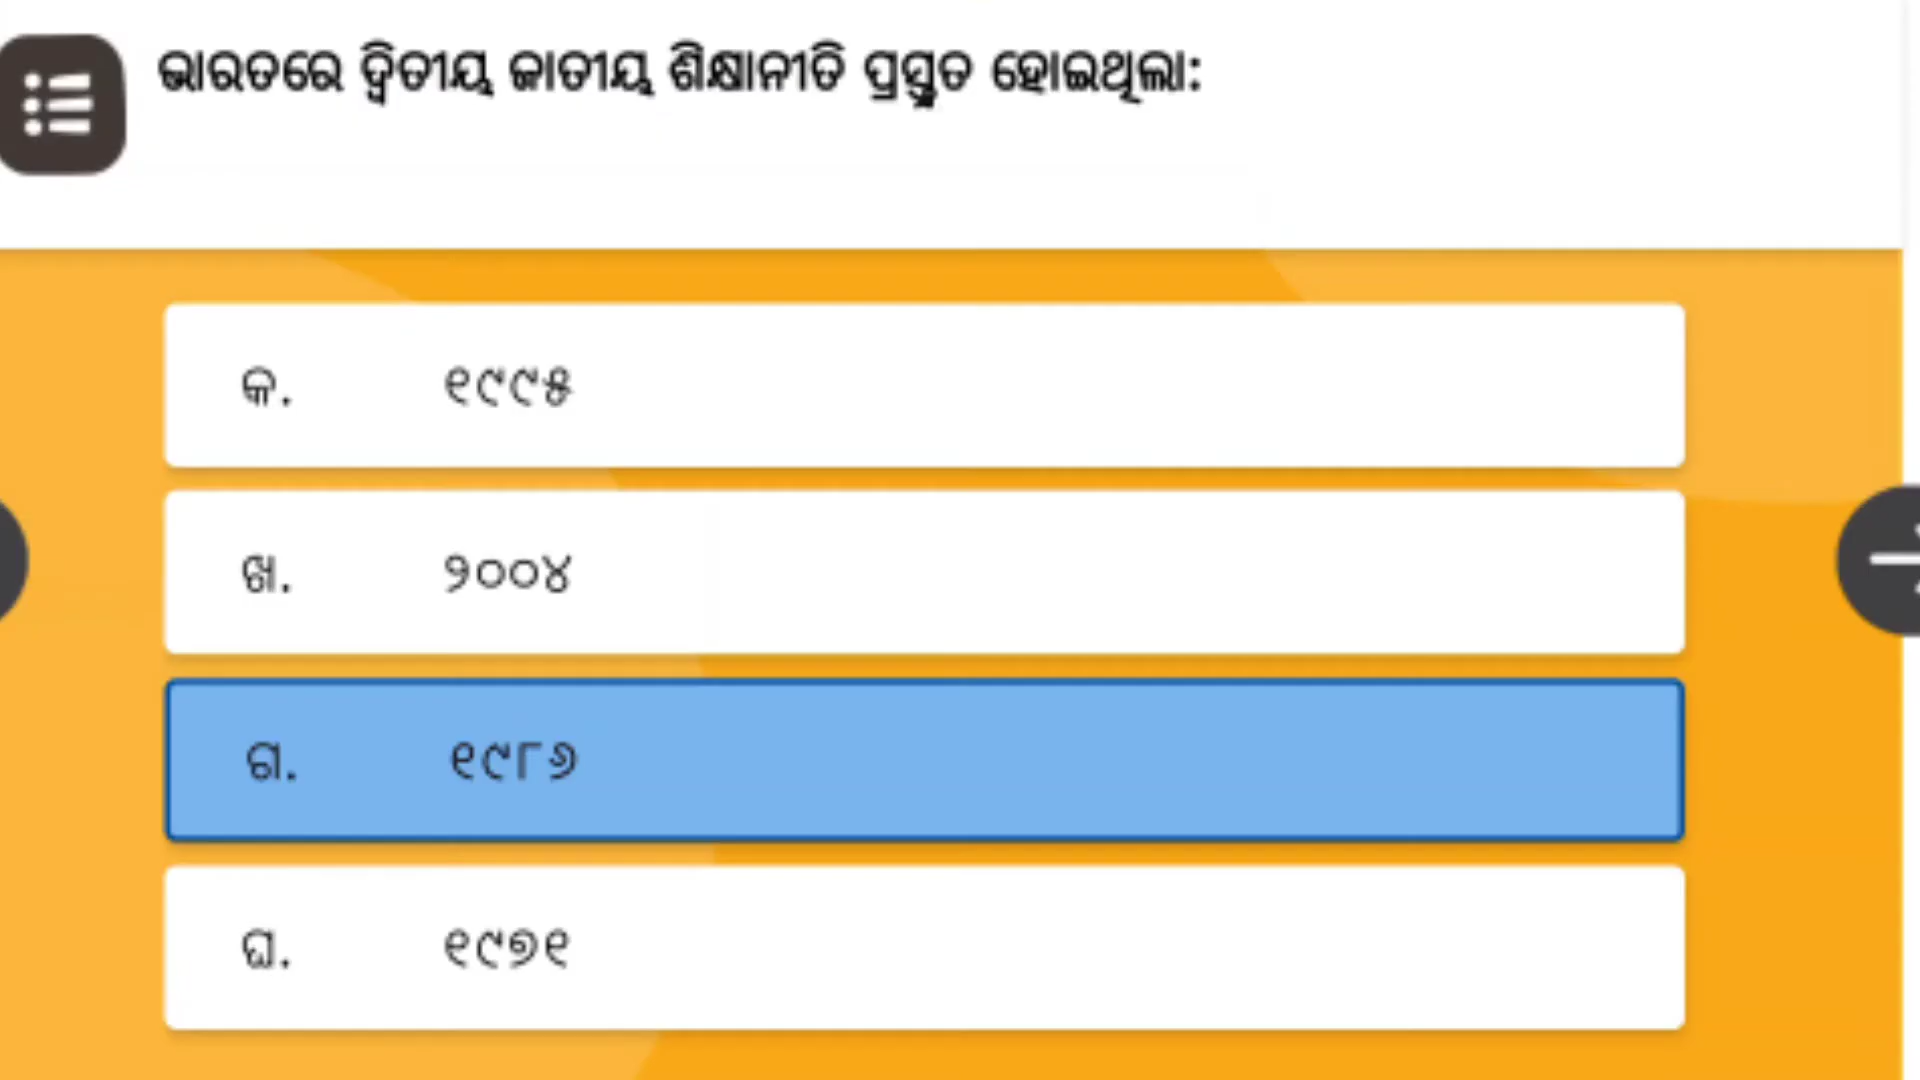 ଭାରତରେ ଦ୍ୱିତୀୟ ଜାତୀୟ ଶିକ୍ଷାନୀତି ପ୍ରସ୍ତୁତ ହୋଇଥିଲା:
କ. ୧୯୯୫
ଖ. ୨୦୦୪
ଗ. ୧୯୮୬
ଘ. ୧୯୭୧